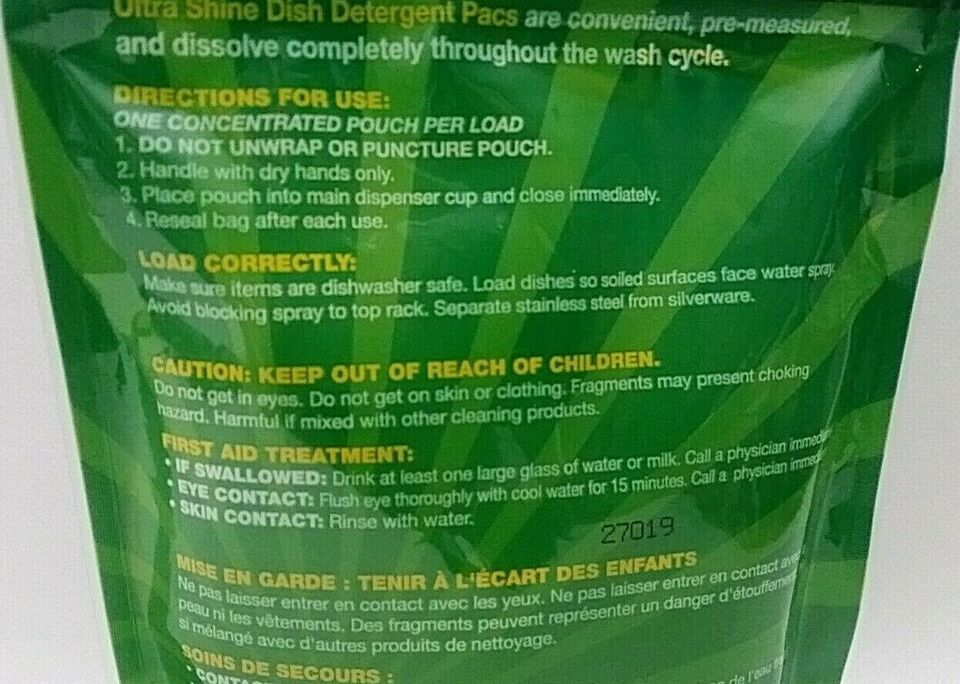 Ultra Shine Dish Detergent Pacs are convenient, pre-measured,
and dissolve completely throughout the wash cycle.
DIRECTIONS FOR USE:
ONE CONCENTRATED POUCH PER LOAD
1. DO NOT UNWRAP OR PUNCTURE POUCH.
2. Handle with dry hands only.
3. Place pouch into main dispenser cup and close immediately.
4. Reseal bag after each use.
LOAD CORRECTLY:
Make sure items are dishwasher safe. Load dishes so soiled surfaces face water spray.
Avoid blocking spray to top rack. Separate stainless steel from silverware.
CAUTION: KEEP OUT OF REACH OF CHILDREN.
Do not get in eyes. Do not get on skin or clothing. Fragments may present choking
hazard. Harmful if mixed with other cleaning products.
FIRST AID TREATMENT:
• IF SWALLOWED: Drink at least one large glass of water or milk. Call a physician
• EYE CONTACT: Flush eye thoroughly with cool water for 15 minutes. Call a physician
• SKIN CONTACT: Rinse with water.
27019
MISE EN GARDE : TENIR À L'ÉCART DES ENFANTS
Ne pas laisser entrer en contact avec les yeux. Ne pas laisser entrer en contact avec
peau ni les vêtements. Des fragments peuvent représenter un danger d'étouffement
si mélangé avec d'autres produits de nettoyage.
SOINS DE SECOURS :
de l'eau